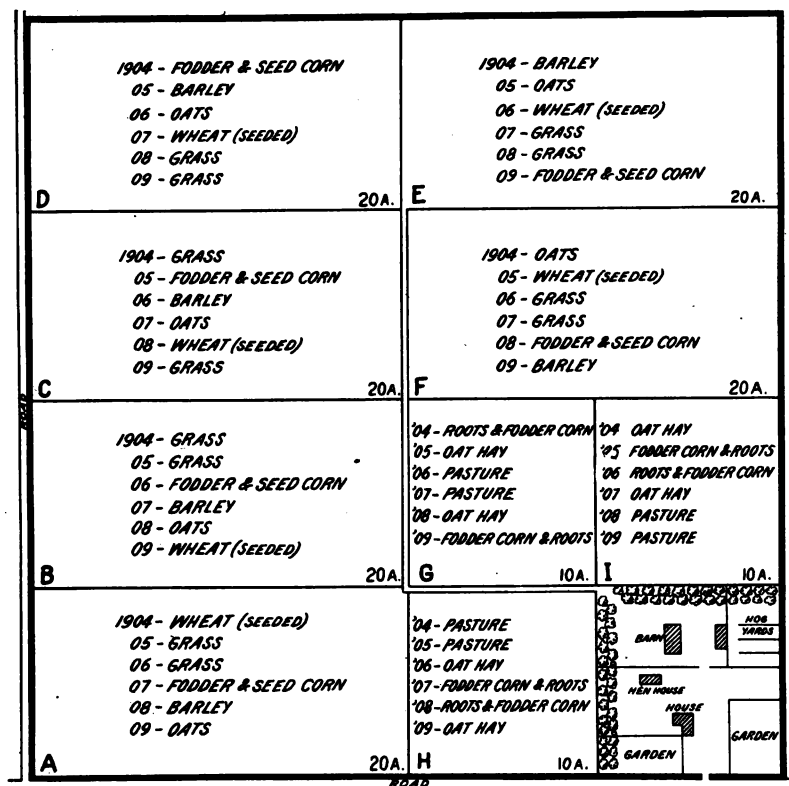 1904 - FODDER & SEED CORN
05 - BARLEY
06 - OATS
07 - WHEAT (SEEDED)
08 - GRASS
09 - GRASS
D
20A.
1904 - BARLEY
05 - OATS
06 - WHEAT (SEEDED)
07 - GRASS
08 - GRASS
09 - FODDER & SEED CORN
E
20A.
1904 - GRASS
05 - FODDER & SEED CORN
06 - BARLEY
07 - OATS
08 - WHEAT (SEEDED)
09 - GRASS
C
20A.
1904 - OATS
05 - WHEAT (SEEDED)
06 - GRASS
07 - GRASS
08 - FODDER & SEED CORN
09 - BARLEY
F
20A.
ROAD
1904 - GRASS
05 - GRASS
06 - FODDER & SEED CORN
07 - BARLEY
08 - OATS
09 - WHEAT (SEEDED)
B
20A.
'04 - ROOTS & FODDER CORN
'05 - OAT HAY
'06 - PASTURE
'07 - PASTURE
'08 - OAT HAY
'09 - FODDER CORN & ROOTS
G
10A.
'04 OAT HAY
'05 FODDER CORN & ROOTS
'06 ROOTS & FODDER CORN
'07 OAT HAY
'08 PASTURE
'09 PASTURE
I
10A.
1904 - WHEAT (SEEDED)
05 - GRASS
06 - GRASS
07 - FODDER & SEED CORN
08 - BARLEY
09 - OATS
A
20A.
'04 - PASTURE
'05 - PASTURE
'06 - OAT HAY
'07 - FODDER CORN & ROOTS
'08 - ROOTS & FODDER CORN
'09 - OAT HAY
H
10A.
BARN
HOG
YARDS
HEN HOUSE
HOUSE
GARDEN
GARDEN
ROAD